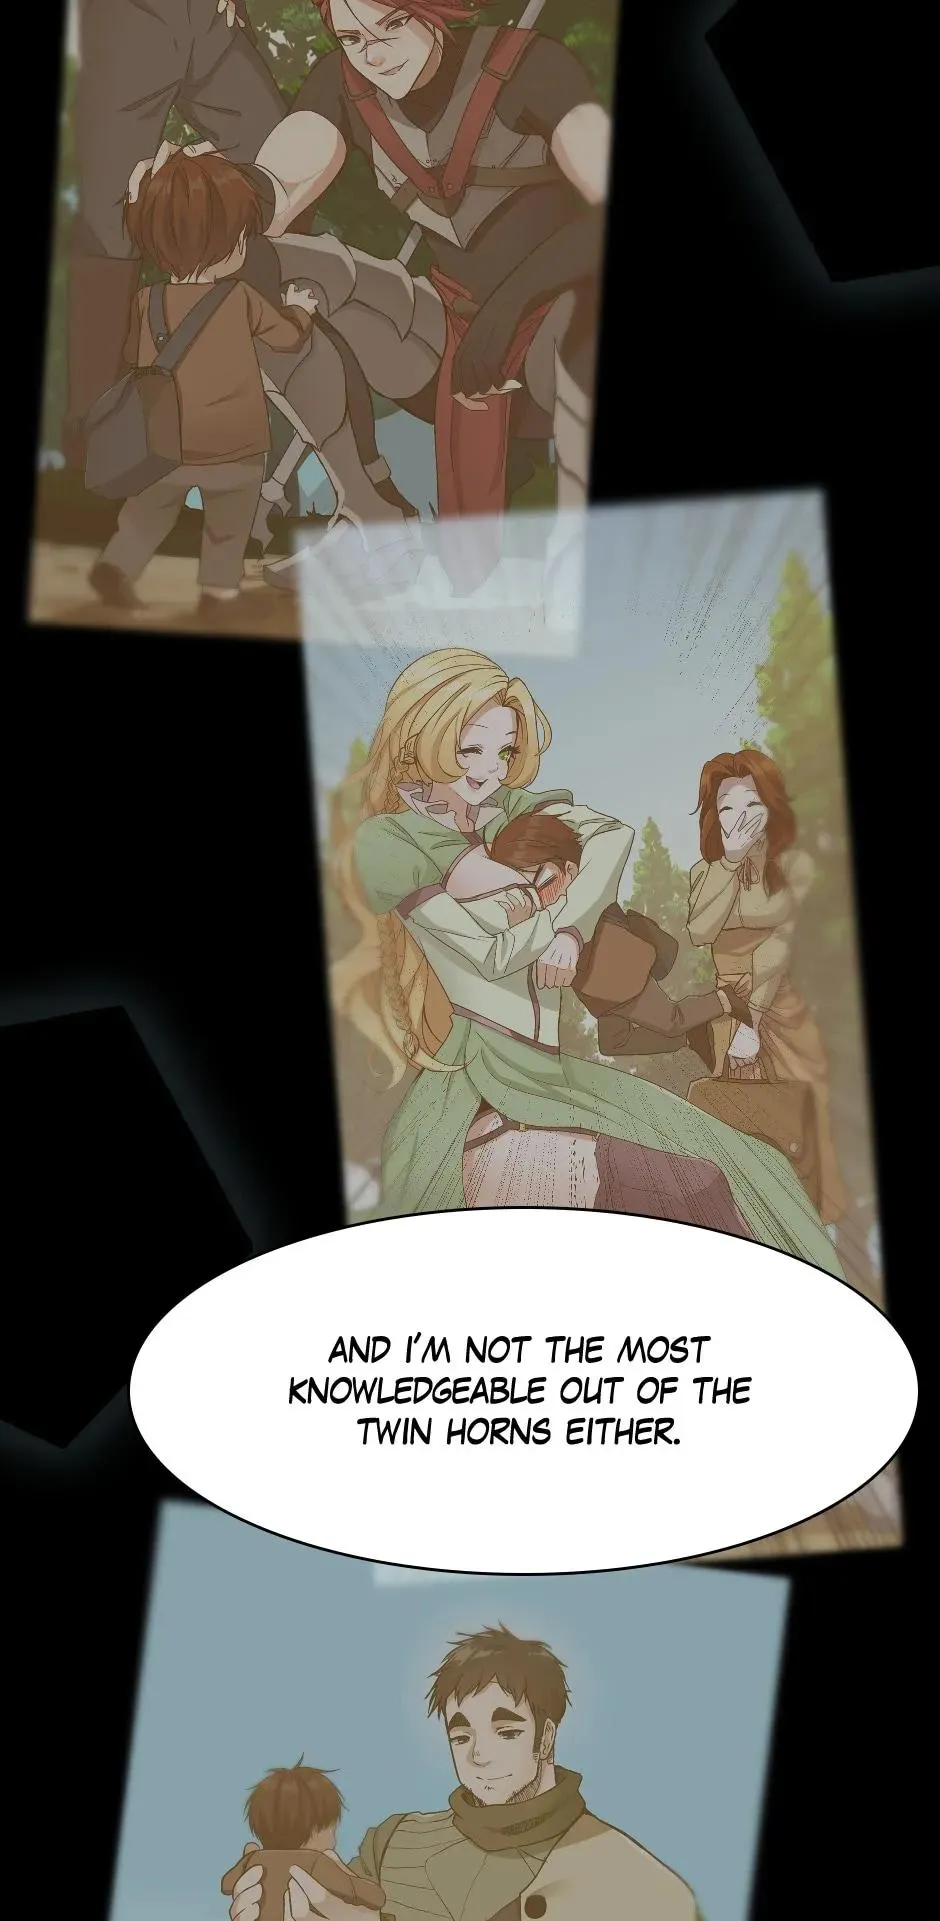 AND I'M NOT THE MOST
KNOWLEDGEABLE OUT OF THE
TWIN HORNS EITHER.